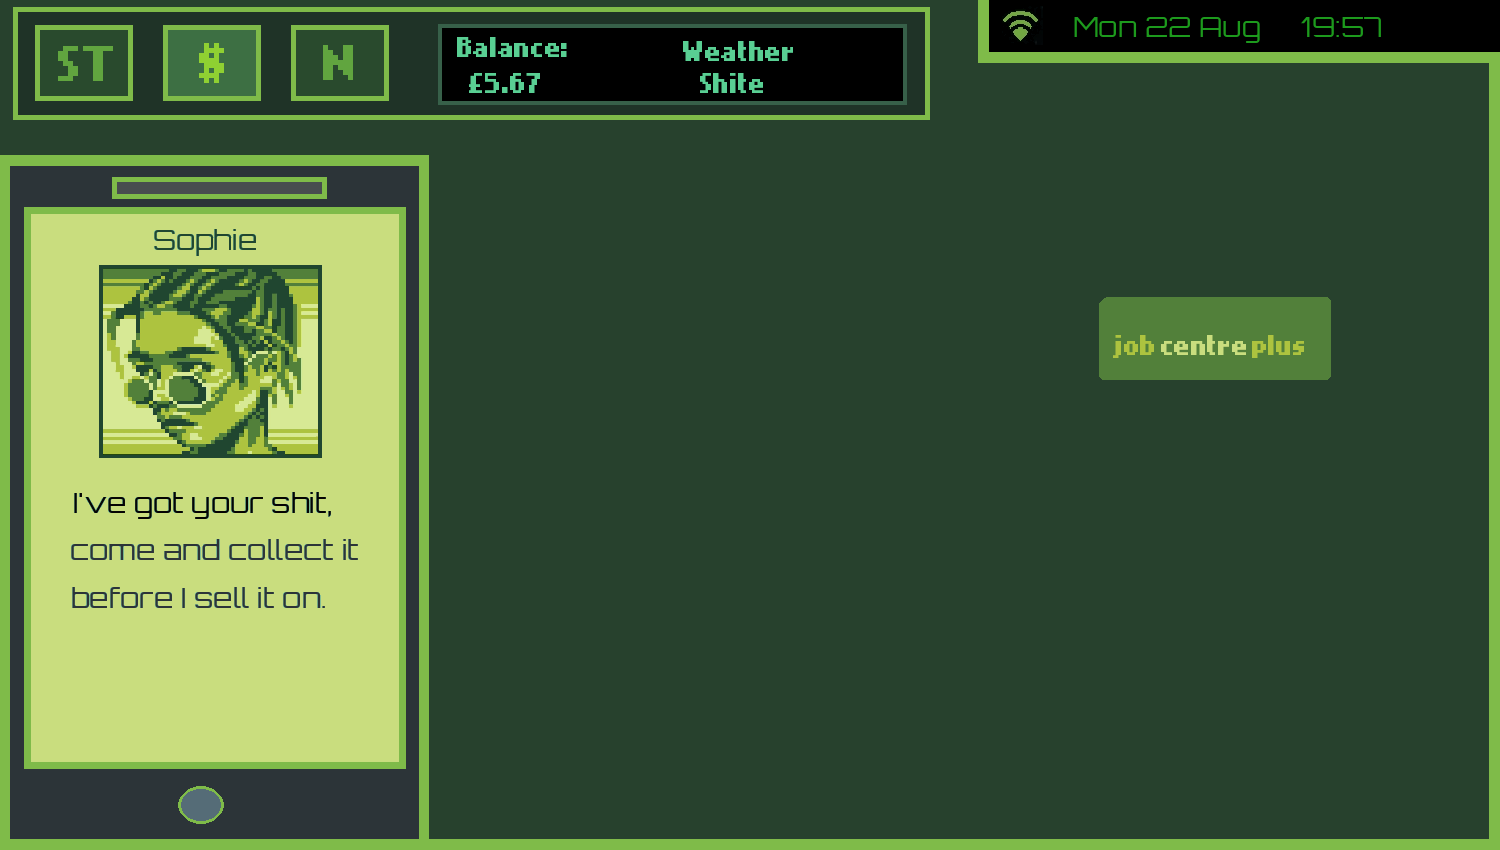 ST
$
N
Balance:
£5.67
Weather
Shite
Mon 22 Aug 19:57
Sophie
I've got your shit,
come and collect it
before I sell it on.
job centre plus